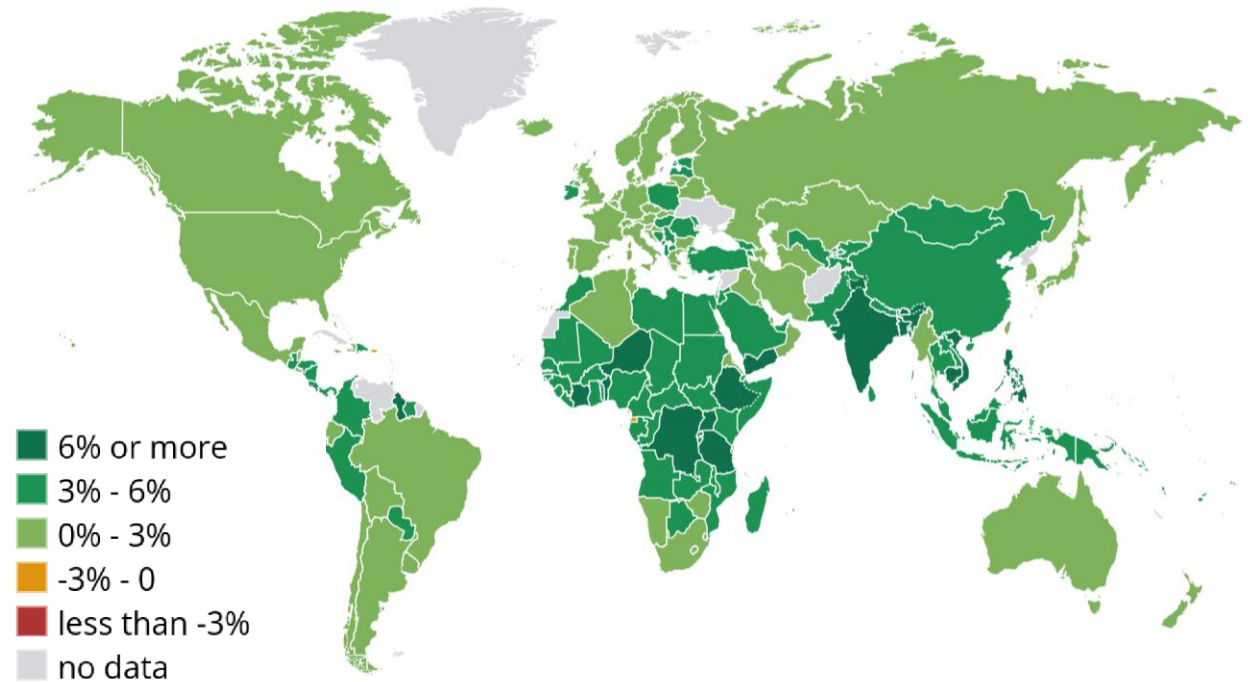 6% or more
3% - 6%
0% - 3%
-3% - 0
less than -3%
no data